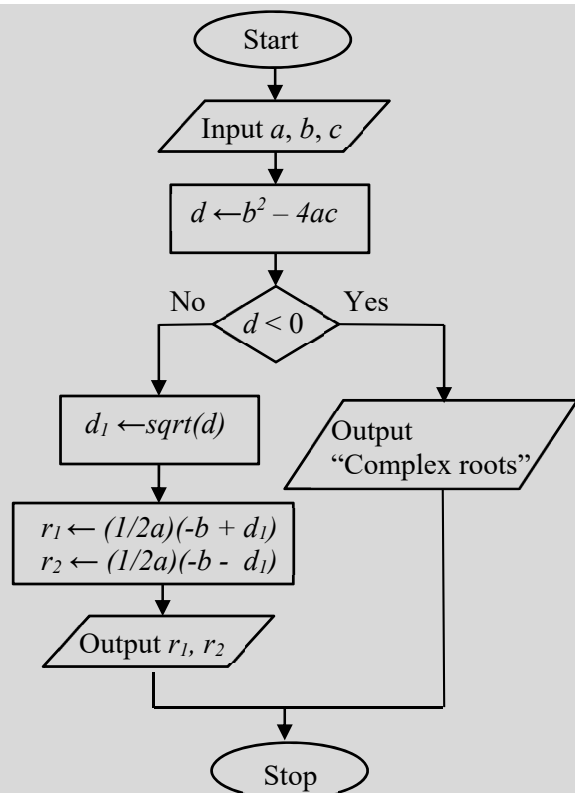 Start
Input a, b, c
d ←b² – 4ac
No
Yes
d < 0
d₁ ←sqrt(d)
Output
“Complex roots”
r₁ ← (1/2a)(-b + d₁)
r₂ ← (1/2a)(-b - d₁)
Output r₁, r₂
Stop